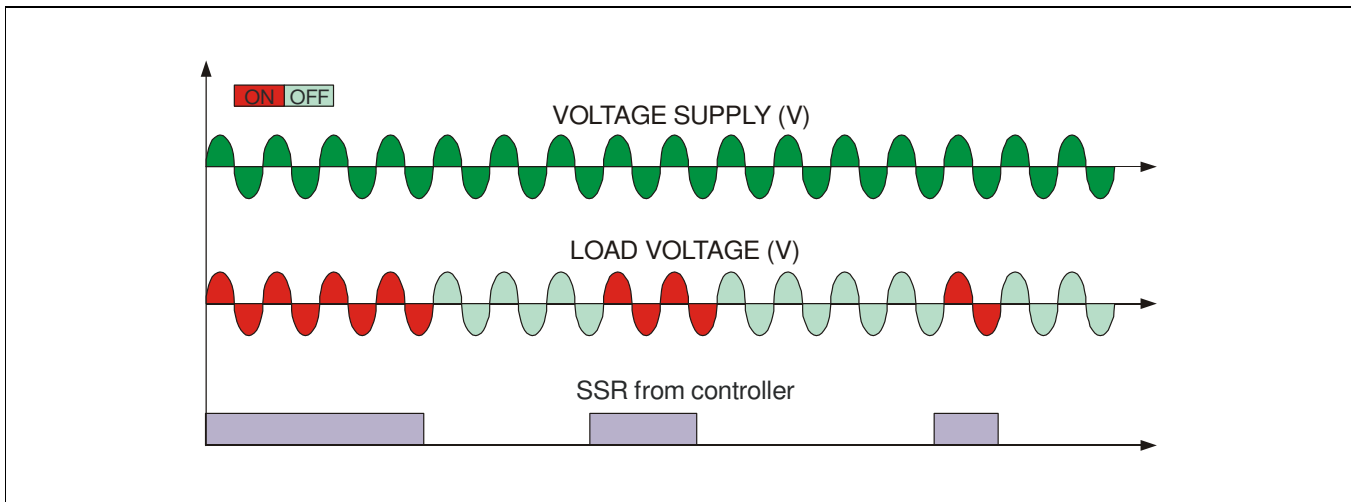 ON OFF
VOLTAGE SUPPLY (V)
LOAD VOLTAGE (V)
SSR from controller